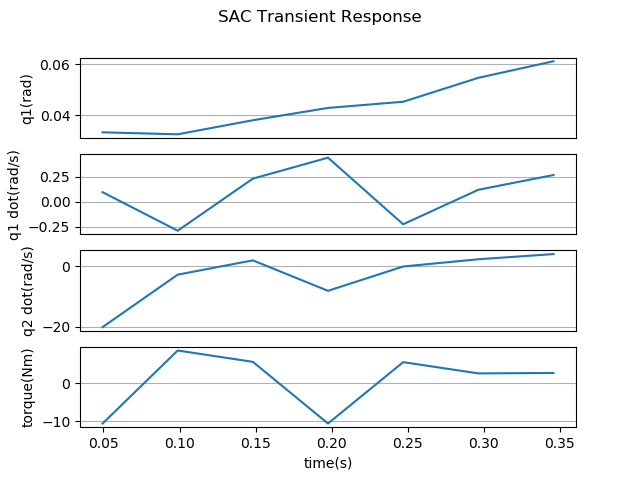 SAC Transient Response
0.06
0.04
q1(rad)
0.25
0.00
−0.25
q1 dot(rad/s)
0
−20
q2 dot(rad/s)
0
−10
torque(Nm)
0.05 0.10 0.15 0.20 0.25 0.30 0.35
time(s)